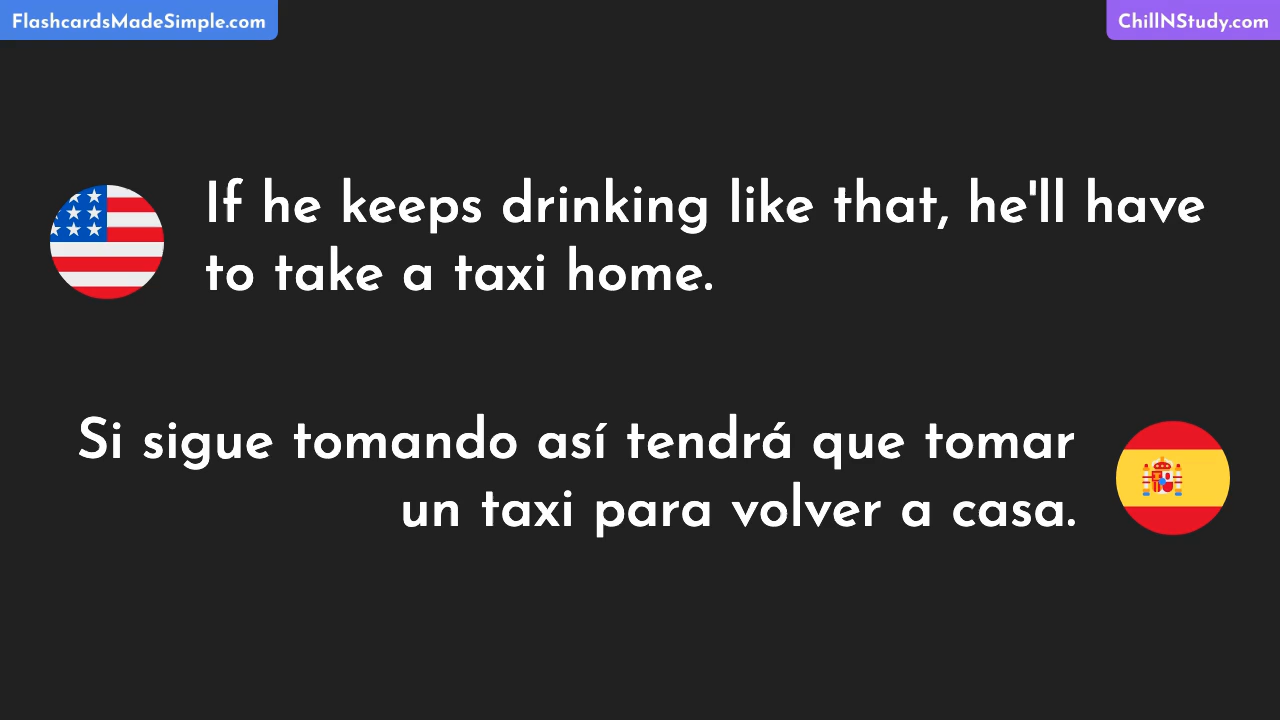 FlashcardsMadeSimple.com
ChillNStudy.com
If he keeps drinking like that, he'll have
to take a taxi home.
Si sigue tomando así tendrá que tomar
un taxi para volver a casa.